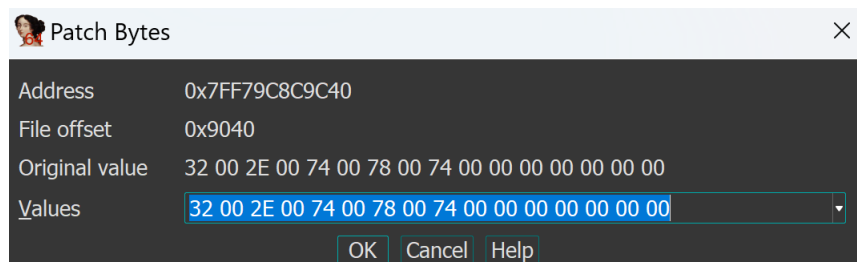 64 Patch Bytes
Address 0x7FF79C8C9C40
File offset 0x9040
Original value 32 00 2E 00 74 00 78 00 74 00 00 00 00 00 00 00
Values 32 00 2E 00 74 00 78 00 74 00 00 00 00 00 00 00
OK Cancel Help